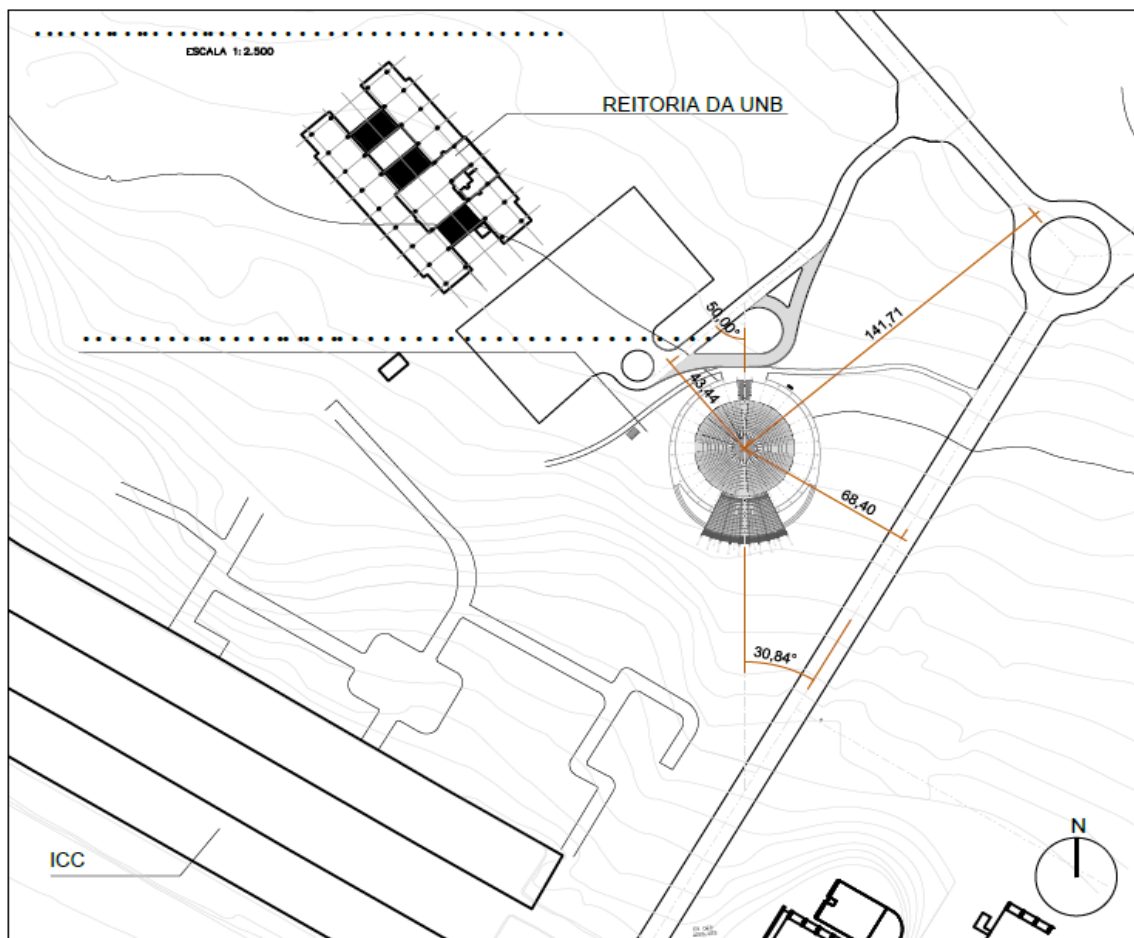 ESCALA 1:2.500
REITORIA DA UNB
50,00°
141,71
43,44
68,40
30,84°
ICC
N